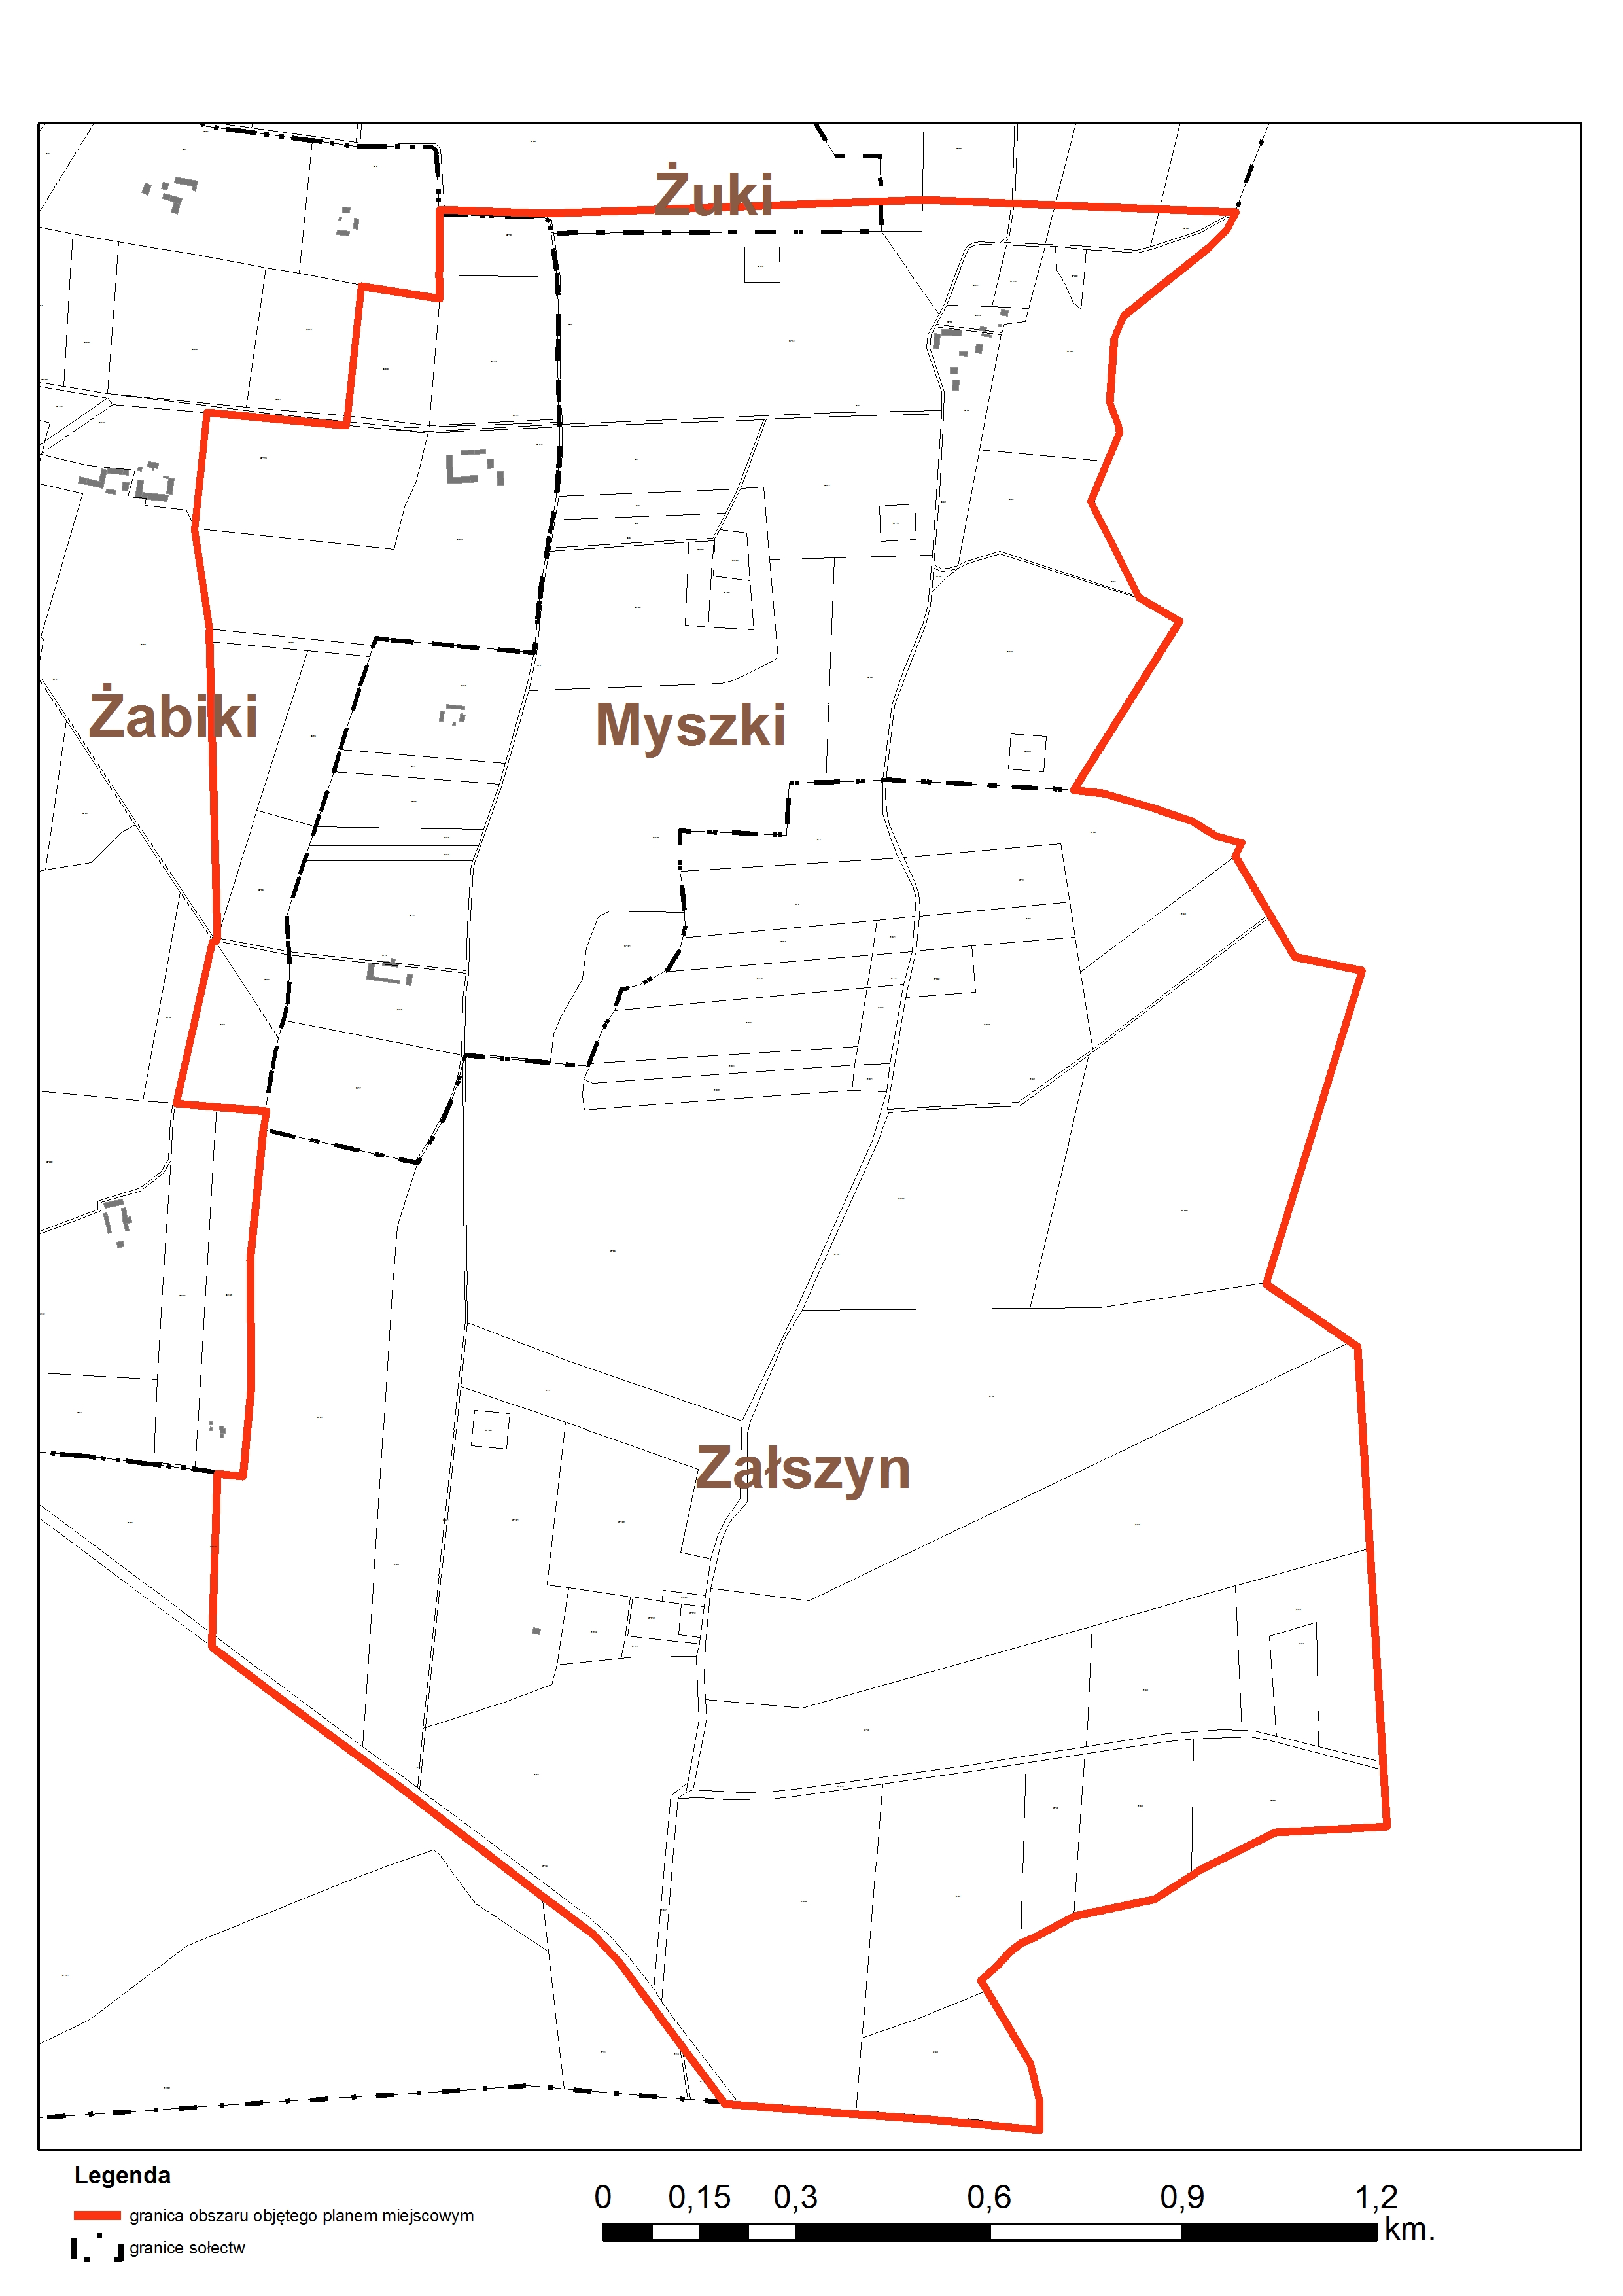 Żuki
Żabiki
Myszki
Załszyn
Legenda
granica obszaru objętego planem miejscowym
granice sołectw
0 0,15 0,3 0,6 0,9 1,2
km.